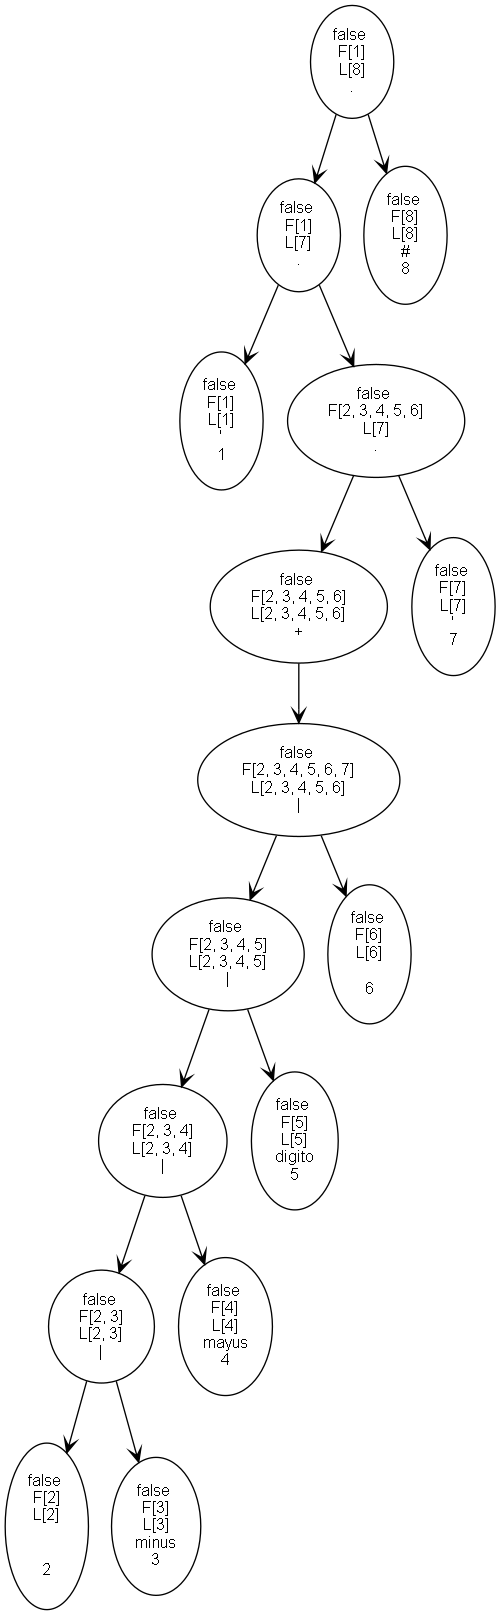 false
F[1]
L[8]
.
false
F[1]
L[7]
.
false
F[8]
L[8]
#
8
false
F[1]
L[1]
'
1
false
F[2, 3, 4, 5, 6]
L[7]
.
false
F[2, 3, 4, 5, 6]
L[2, 3, 4, 5, 6]
+
false
F[7]
L[7]
'
7
false
F[2, 3, 4, 5, 6, 7]
L[2, 3, 4, 5, 6]
|
false
F[2, 3, 4, 5]
L[2, 3, 4, 5]
|
false
F[6]
L[6]
6
false
F[2, 3, 4]
L[2, 3, 4]
|
false
F[5]
L[5]
digito
5
false
F[2, 3]
L[2, 3]
|
false
F[4]
L[4]
mayus
4
false
F[2]
L[2]
2
false
F[3]
L[3]
minus
3